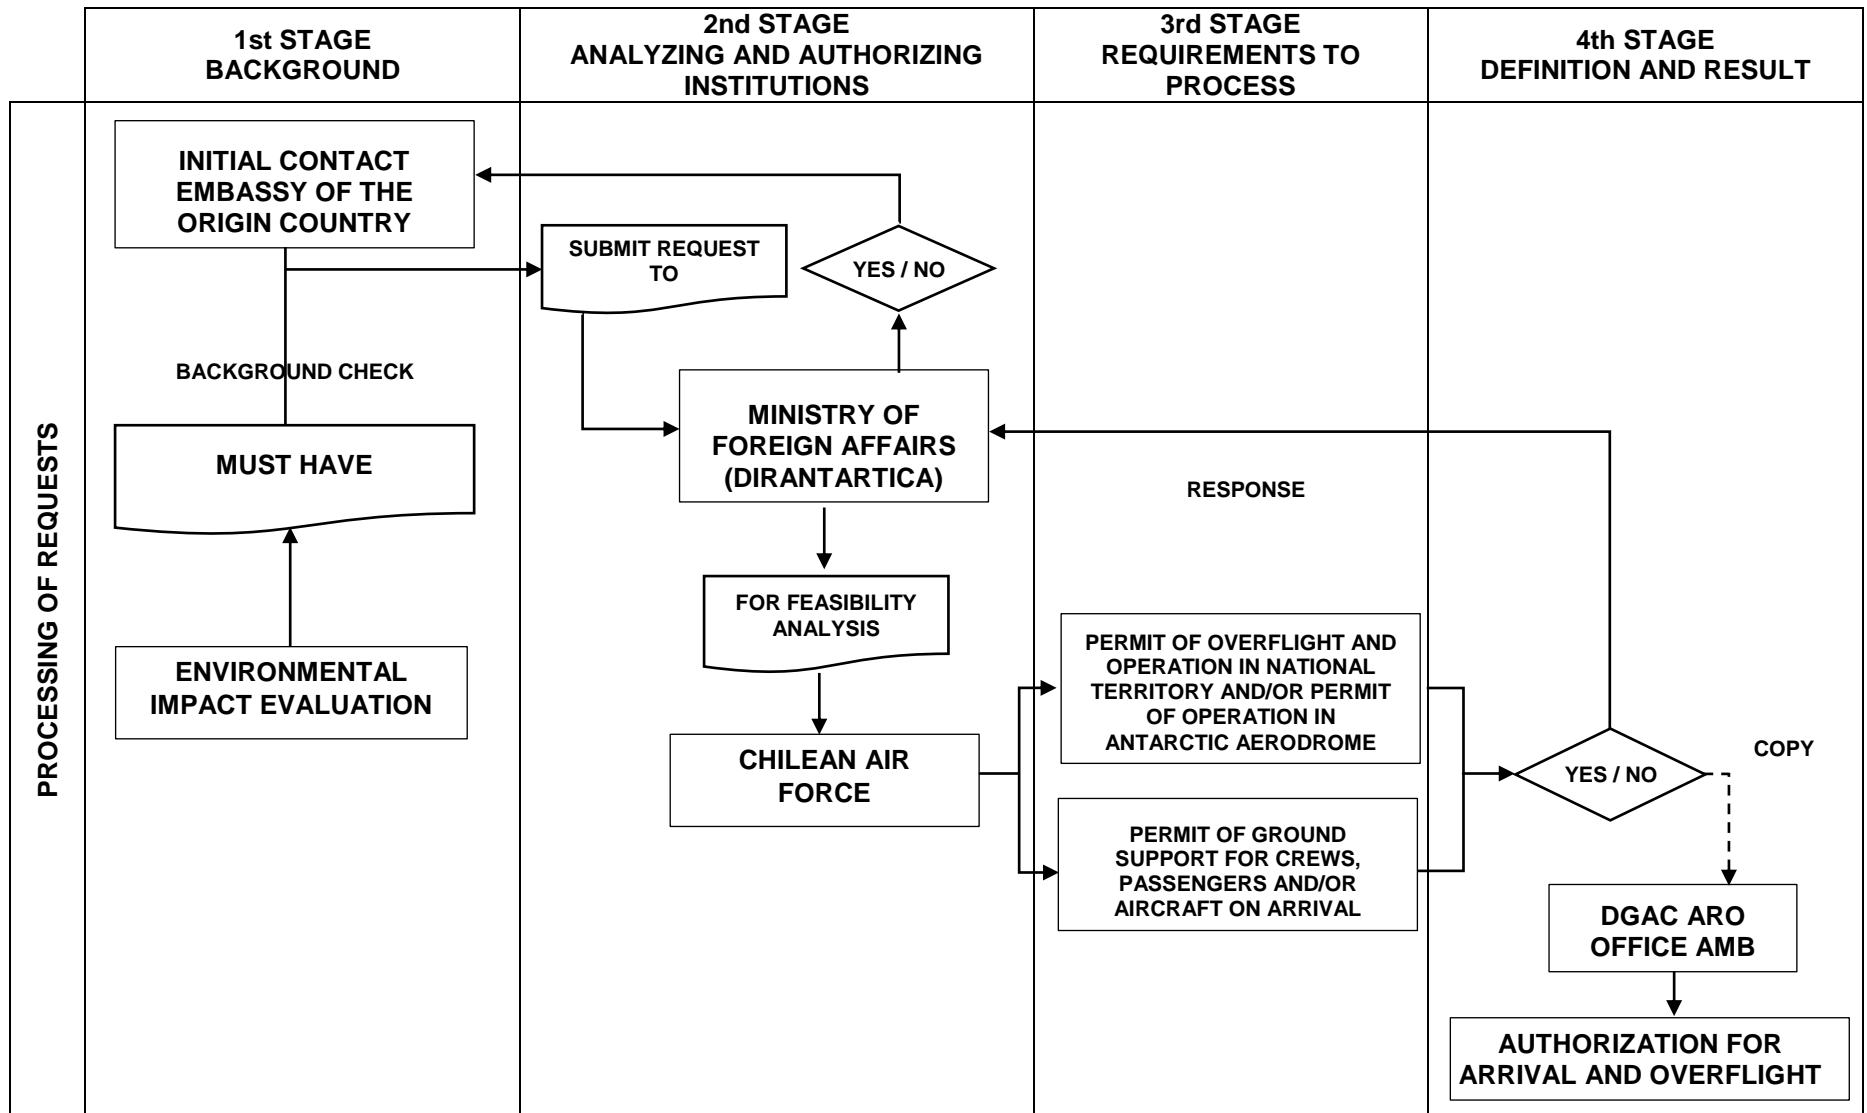 1st STAGE
BACKGROUND
2nd STAGE
ANALYZING AND AUTHORIZING
INSTITUTIONS
3rd STAGE
REQUIREMENTS TO
PROCESS
4th STAGE
DEFINITION AND RESULT
PROCESSING OF REQUESTS
INITIAL CONTACT
EMBASSY OF THE
ORIGIN COUNTRY
BACKGROUND CHECK
MUST HAVE
ENVIRONMENTAL
IMPACT EVALUATION
SUBMIT REQUEST
TO
YES / NO
MINISTRY OF
FOREIGN AFFAIRS
(DIRANTARTICA)
FOR FEASIBILITY
ANALYSIS
CHILEAN AIR
FORCE
RESPONSE
PERMIT OF OVERFLIGHT AND
OPERATION IN NATIONAL
TERRITORY AND/OR PERMIT
OF OPERATION IN
ANTARCTIC AERODROME
PERMIT OF GROUND
SUPPORT FOR CREWS,
PASSENGERS AND/OR
AIRCRAFT ON ARRIVAL
YES / NO
COPY
DGAC ARO
OFFICE AMB
AUTHORIZATION FOR
ARRIVAL AND OVERFLIGHT